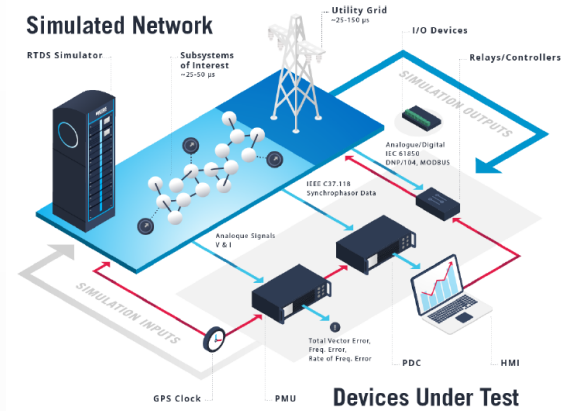 Simulated Network
Utility Grid
~25-150 µs
RTDS Simulator
Subsystems
of Interest
~25-50 µs
I/O Devices
Relays/Controllers
SIMULATION OUTPUTS
Analogue/Digital
IEC 61850
DNP/104, MODBUS
IEEE C37.118
Synchrophasor Data
Analogue Signals
V & I
SIMULATION INPUTS
Total Vector Error,
Freq. Error,
Rate of Freq. Error
PDC
HMI
GPS Clock
PMU
Devices Under Test